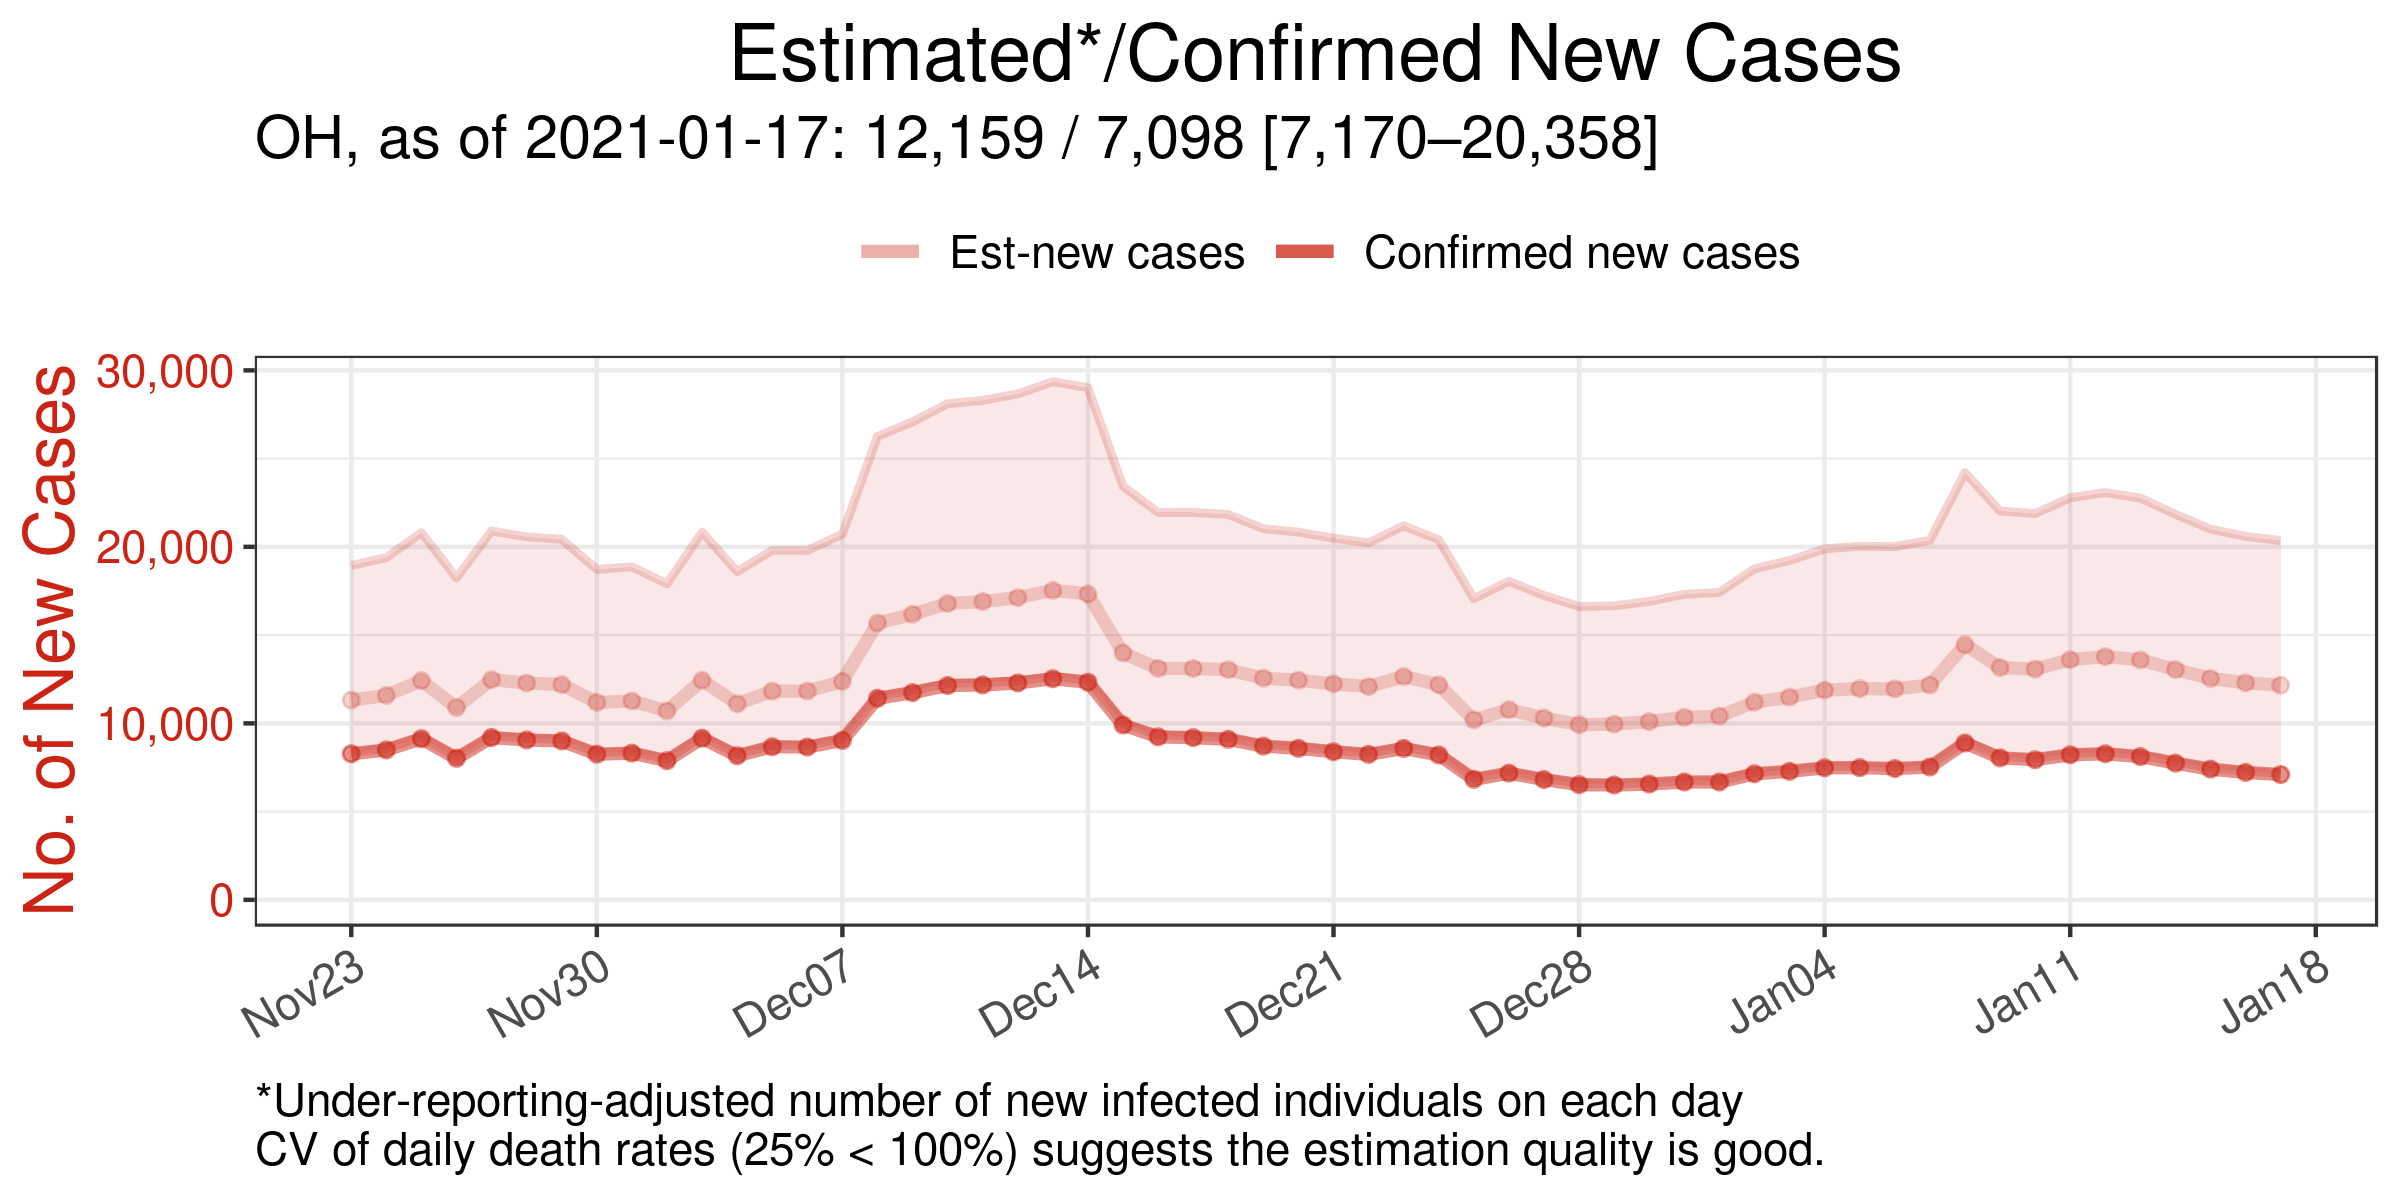 Estimated*/Confirmed New Cases
OH, as of 2021-01-17: 12,159 / 7,098 [7,170–20,358]
Est-new cases
Confirmed new cases
No. of New Cases
30,000
20,000
10,000
0
Nov23
Nov30
Dec07
Dec14
Dec21
Dec28
Jan04
Jan11
Jan18
*Under-reporting-adjusted number of new infected individuals on each day
CV of daily death rates (25% < 100%) suggests the estimation quality is good.